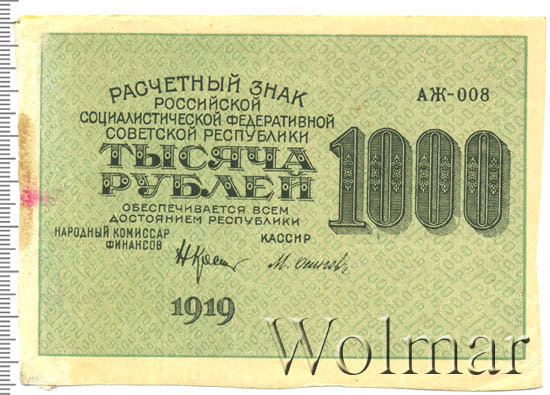 РАСЧЕТНЫЙ ЗНАК
РОССИЙСКОЙ
СОЦИАЛИСТИЧЕСКОЙ ФЕДЕРАТИВНОЙ
СОВЕТСКОЙ РЕСПУБЛИКИ
ТЫСЯЧА
РУБЛЕЙ
ОБЕСПЕЧИВАЕТСЯ ВСЕМ
ДОСТОЯНИЕМ РЕСПУБЛИКИ
НАРОДНЫЙ КОМИССАР
ФИНАНСОВ
КАССИР
1919
АЖ-008
1000
Wolmar